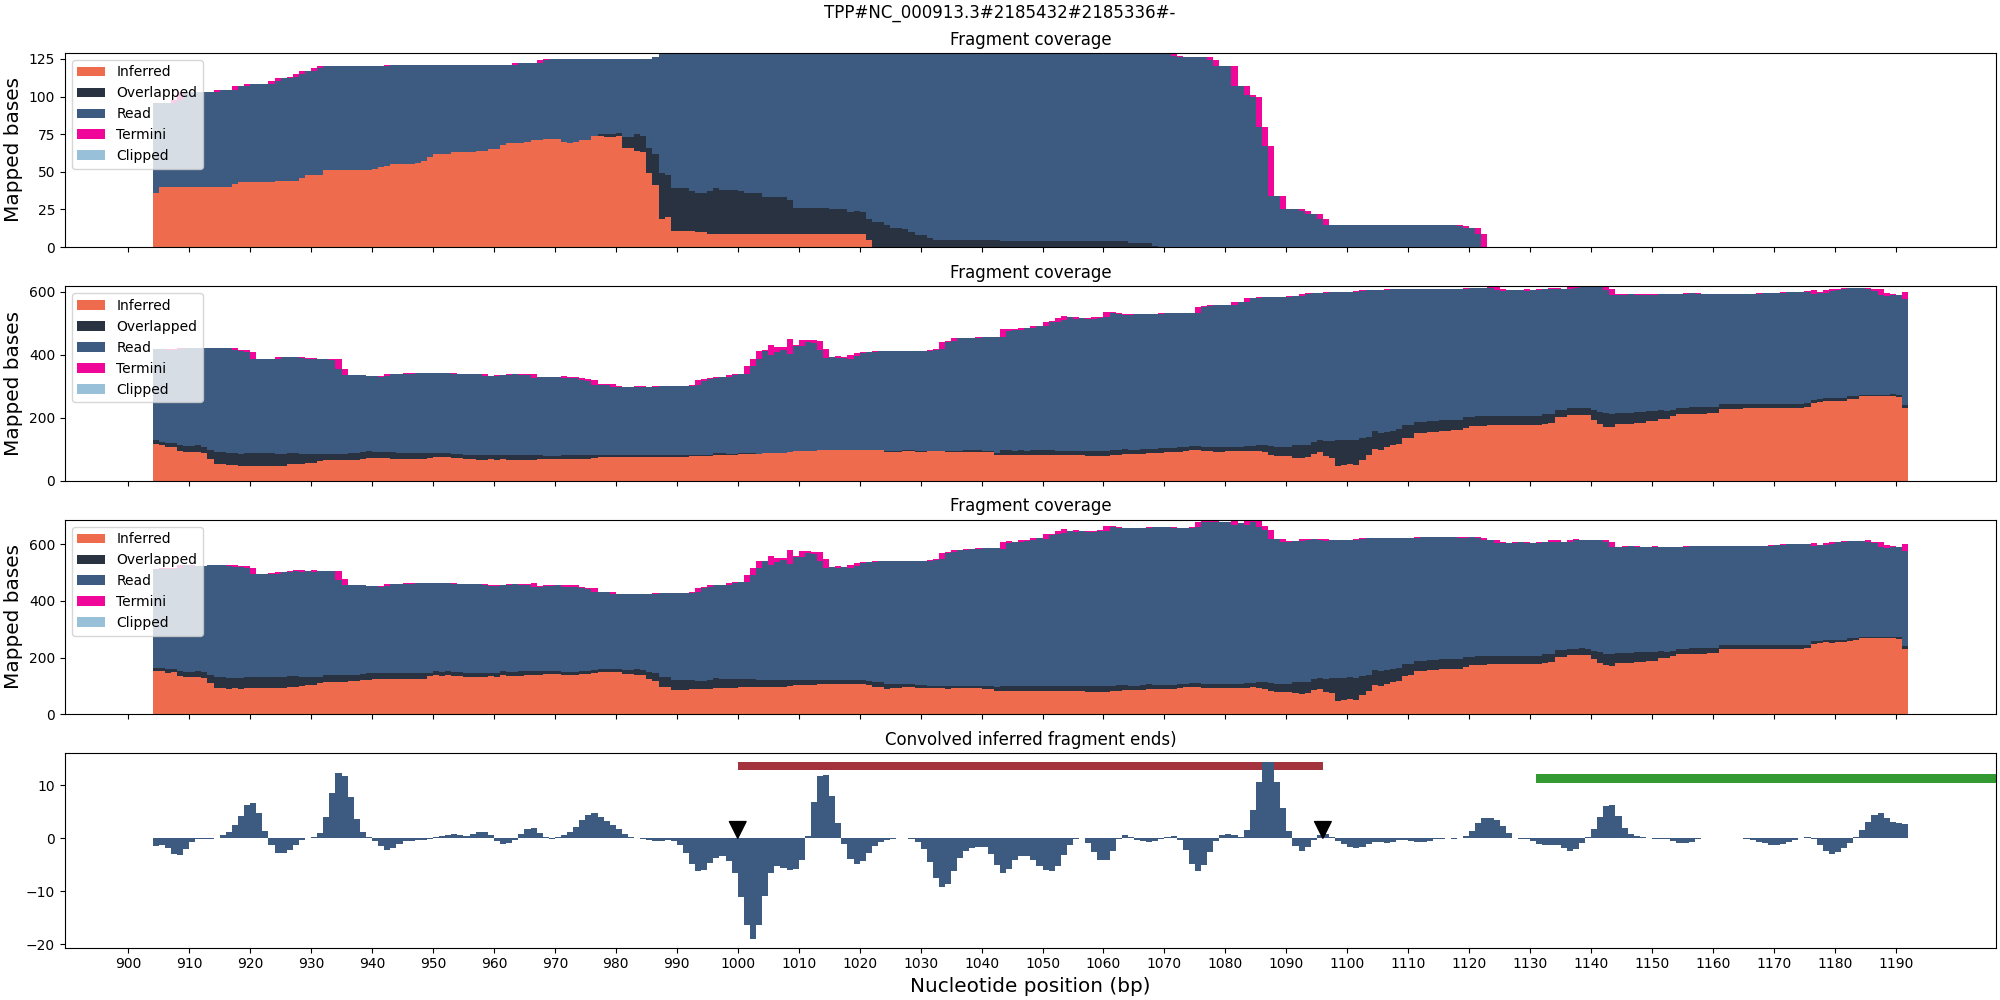 TPP#NC_000913.3#2185432#2185336#-
Fragment coverage
125
100
75
50
25
0
Mapped bases
Inferred
Overlapped
Read
Termini
Clipped
Fragment coverage
600
400
200
0
Mapped bases
Inferred
Overlapped
Read
Termini
Clipped
Fragment coverage
600
400
200
0
Mapped bases
Inferred
Overlapped
Read
Termini
Clipped
Convolved inferred fragment ends)
10
0
−10
−20
900 910 920 930 940 950 960 970 980 990 1000 1010 1020 1030 1040 1050 1060 1070 1080 1090 1100 1110 1120 1130 1140 1150 1160 1170 1180 1190
Nucleotide position (bp)